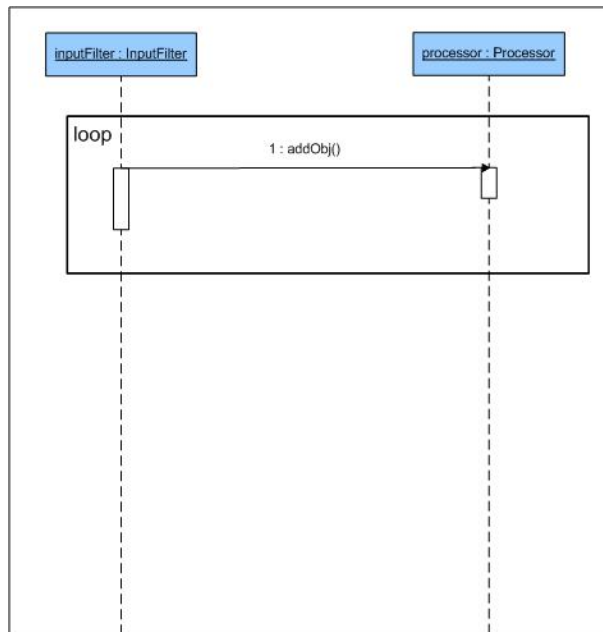 inputFilter : InputFilter
processor : Processor
loop
1 : addObj()